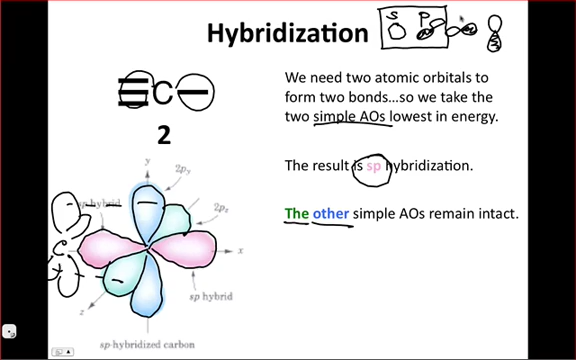 Hybridization
S P
≡C−
We need two atomic orbitals to
form two bonds...so we take the
two simple AOs lowest in energy.
2
The result is sp hybridization.
y
2py
sp hybrid
2pz
The other simple AOs remain intact.
C
x
sp hybrid
z
sp-hybridized carbon